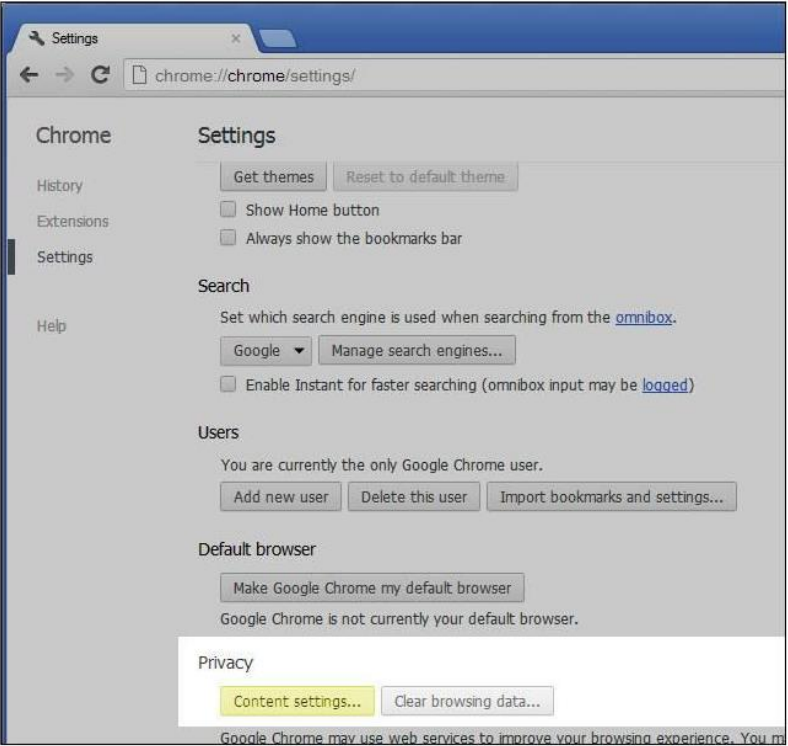 Settings
chrome://chrome/settings/
Chrome
History
Extensions
Settings
Help
Settings
Get themes Reset to default theme
Show Home button
Always show the bookmarks bar
Search
Set which search engine is used when searching from the omnibox.
Google Manage search engines...
Enable Instant for faster searching (omnibox input may be logged)
Users
You are currently the only Google Chrome user.
Add new user Delete this user Import bookmarks and settings...
Default browser
Make Google Chrome my default browser
Google Chrome is not currently your default browser.
Privacy
Content settings... Clear browsing data...
Google Chrome may use web services to improve your browsing experience. You m